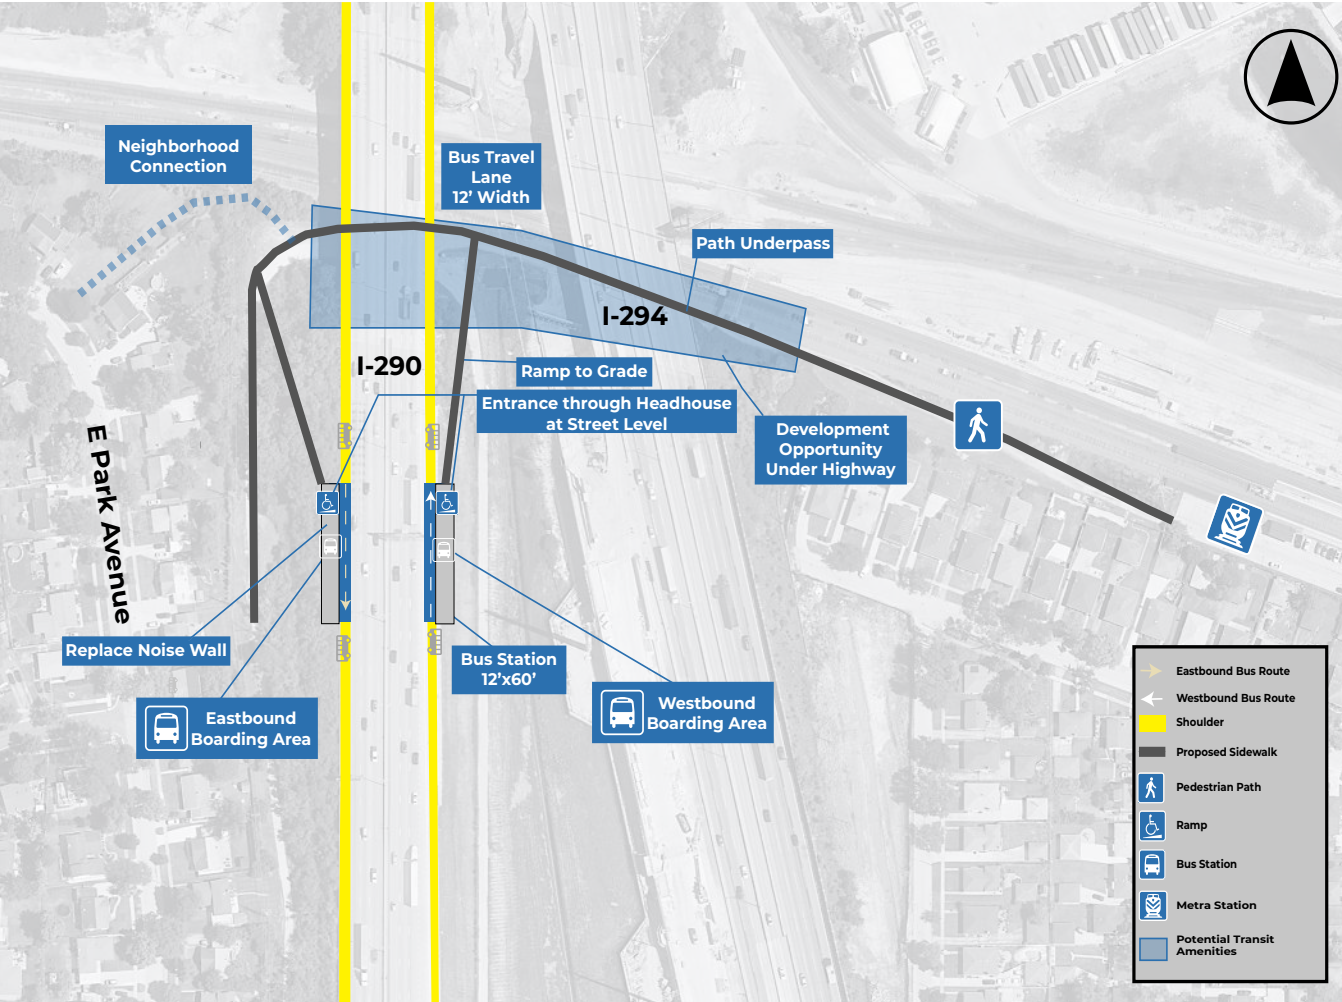 Neighborhood
Connection
Bus Travel
Lane
12’ Width
Path Underpass
I-294
I-290
Ramp to Grade
Entrance through Headhouse
at Street Level
Development
Opportunity
Under Highway
E Park Avenue
Replace Noise Wall
Bus Station
12’x60’
Eastbound
Boarding Area
Westbound
Boarding Area
Eastbound Bus Route
Westbound Bus Route
Shoulder
Proposed Sidewalk
Pedestrian Path
Ramp
Bus Station
Metra Station
Potential Transit
Amenities